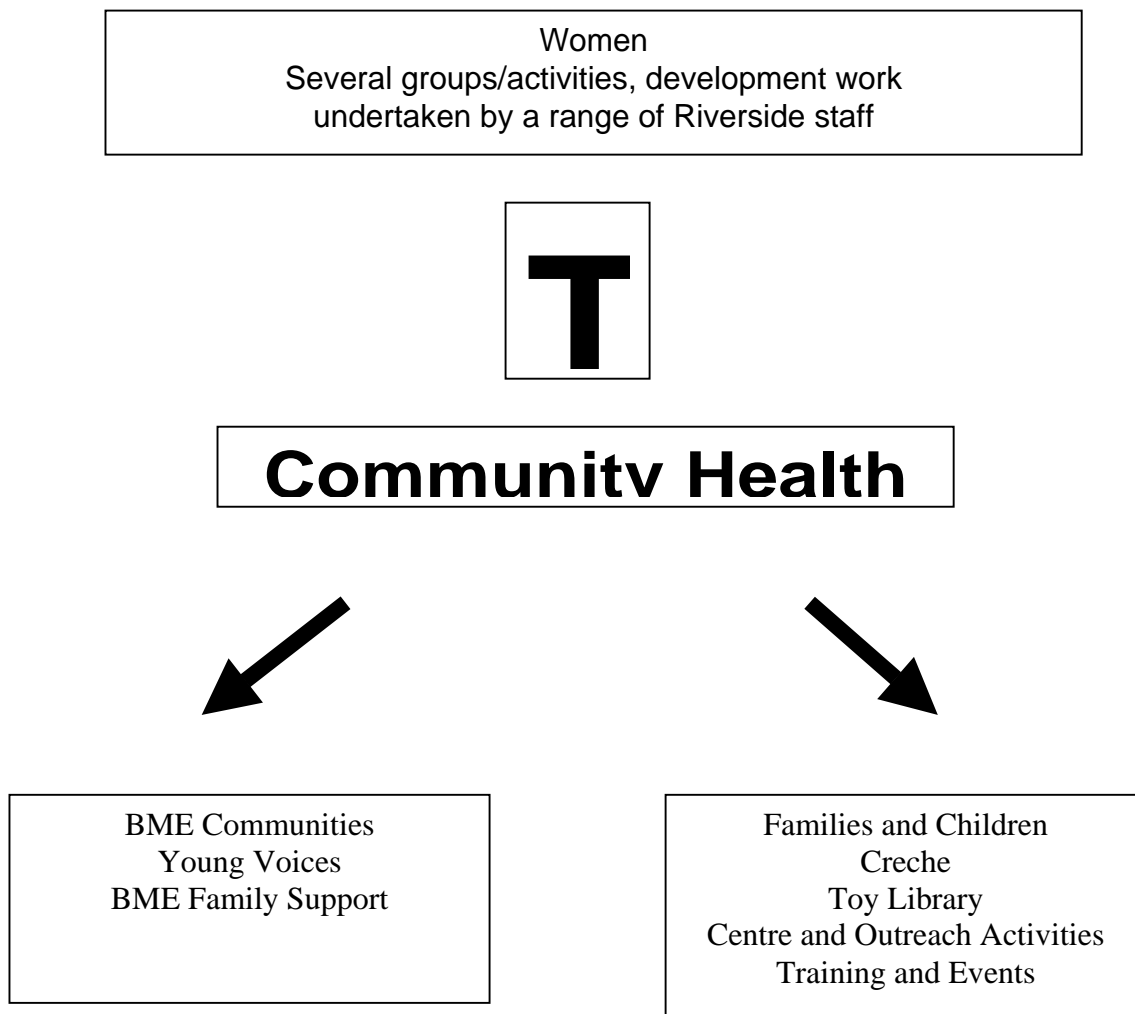 Women
Several groups/activities, development work
undertaken by a range of Riverside staff
T
Community Health
BME Communities
Young Voices
BME Family Support
Families and Children
Creche
Toy Library
Centre and Outreach Activities
Training and Events